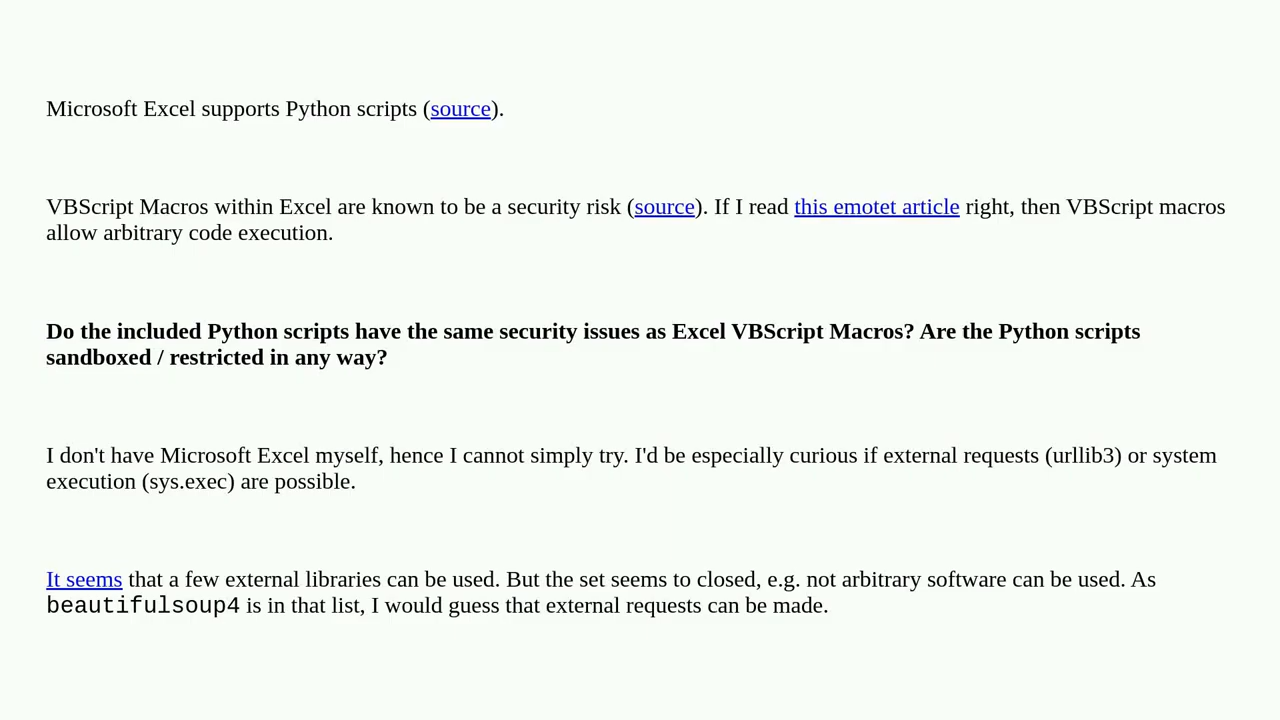 Microsoft Excel supports Python scripts (source).
VBScript Macros within Excel are known to be a security risk (source). If I read this emotet article right, then VBScript macros
allow arbitrary code execution.
Do the included Python scripts have the same security issues as Excel VBScript Macros? Are the Python scripts
sandboxed / restricted in any way?
I don't have Microsoft Excel myself, hence I cannot simply try. I'd be especially curious if external requests (urllib3) or system
execution (sys.exec) are possible.
It seems that a few external libraries can be used. But the set seems to closed, e.g. not arbitrary software can be used. As
beautifulsoup4 is in that list, I would guess that external requests can be made.